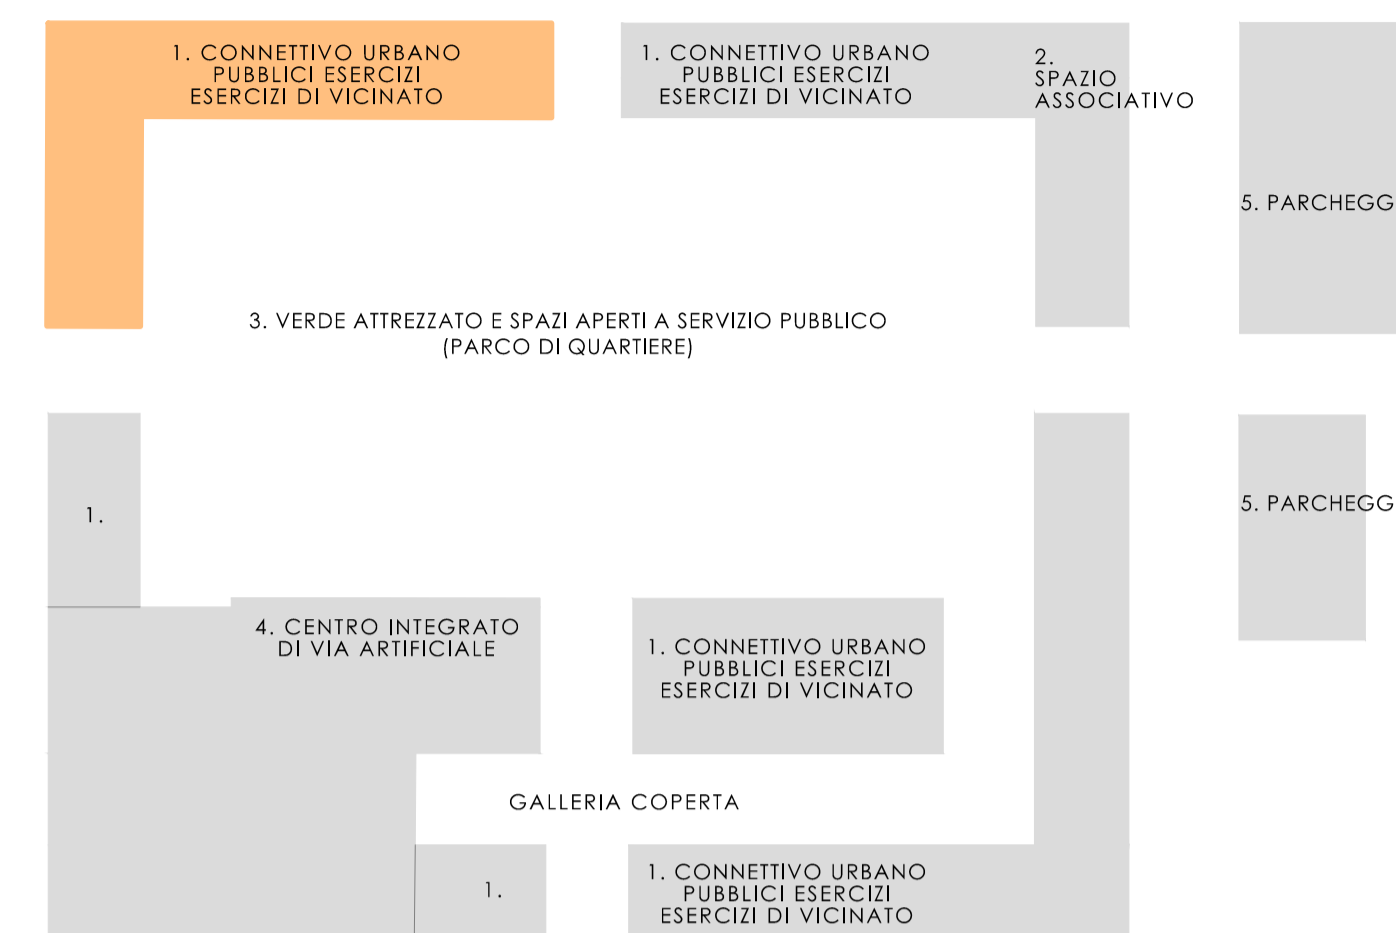 1. CONNETTIVO URBANO
PUBBLICI ESERCIZI
ESERCIZI DI VICINATO
1. CONNETTIVO URBANO
PUBBLICI ESERCIZI
ESERCIZI DI VICINATO
2.
SPAZIO
ASSOCIATIVO
5. PARCHEGG
3. VERDE ATTREZZATO E SPAZI APERTI A SERVIZIO PUBBLICO
(PARCO DI QUARTIERE)
1.
5. PARCHEGG
4. CENTRO INTEGRATO
DI VIA ARTIFICIALE
1. CONNETTIVO URBANO
PUBBLICI ESERCIZI
ESERCIZI DI VICINATO
GALLERIA COPERTA
1.
1. CONNETTIVO URBANO
PUBBLICI ESERCIZI
ESERCIZI DI VICINATO